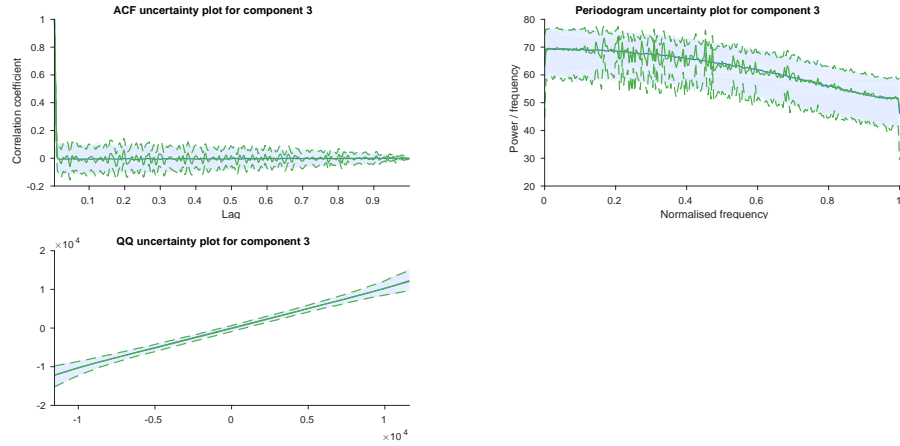 ACF uncertainty plot for component 3
Correlation coefficient
1
0.8
0.6
0.4
0.2
0
-0.2
0.1 0.2 0.3 0.4 0.5 0.6 0.7 0.8 0.9
Lag
Periodogram uncertainty plot for component 3
Power / frequency
80
70
60
50
40
30
20
0 0.2 0.4 0.6 0.8 1
Normalised frequency
QQ uncertainty plot for component 3
×10^4
2
1
0
-1
-2
-1 -0.5 0 0.5 1
×10^4